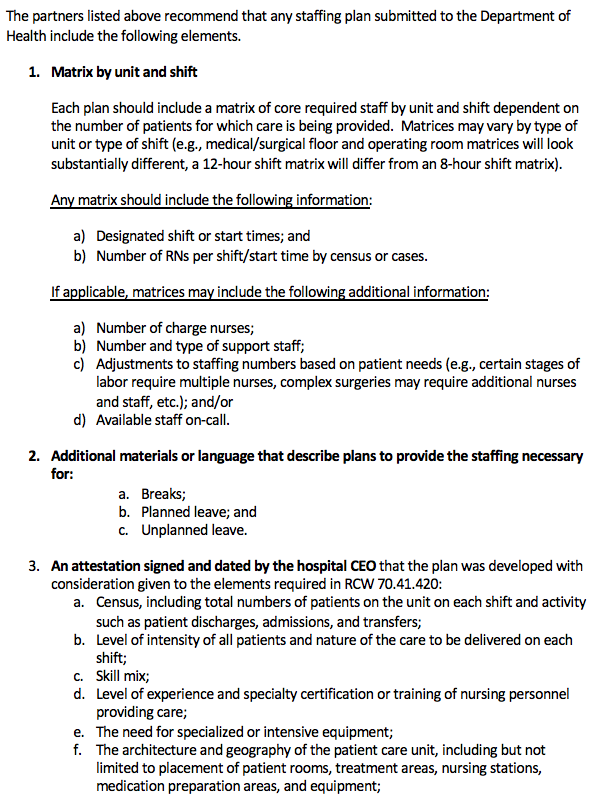 The partners listed above recommend that any staffing plan submitted to the Department of
Health include the following elements.
1. Matrix by unit and shift
Each plan should include a matrix of core required staff by unit and shift dependent on
the number of patients for which care is being provided. Matrices may vary by type of
unit or type of shift (e.g., medical/surgical floor and operating room matrices will look
substantially different, a 12-hour shift matrix will differ from an 8-hour shift matrix).
Any matrix should include the following information:
a) Designated shift or start times; and
b) Number of RNs per shift/start time by census or cases.
If applicable, matrices may include the following additional information:
a) Number of charge nurses;
b) Number and type of support staff;
c) Adjustments to staffing numbers based on patient needs (e.g., certain stages of
labor require multiple nurses, complex surgeries may require additional nurses
and staff, etc.); and/or
d) Available staff on-call.
2. Additional materials or language that describe plans to provide the staffing necessary
for:
a. Breaks;
b. Planned leave; and
c. Unplanned leave.
3. An attestation signed and dated by the hospital CEO that the plan was developed with
consideration given to the elements required in RCW 70.41.420:
a. Census, including total numbers of patients on the unit on each shift and activity
such as patient discharges, admissions, and transfers;
b. Level of intensity of all patients and nature of the care to be delivered on each
shift;
c. Skill mix;
d. Level of experience and specialty certification or training of nursing personnel
providing care;
e. The need for specialized or intensive equipment;
f. The architecture and geography of the patient care unit, including but not
limited to placement of patient rooms, treatment areas, nursing stations,
medication preparation areas, and equipment;